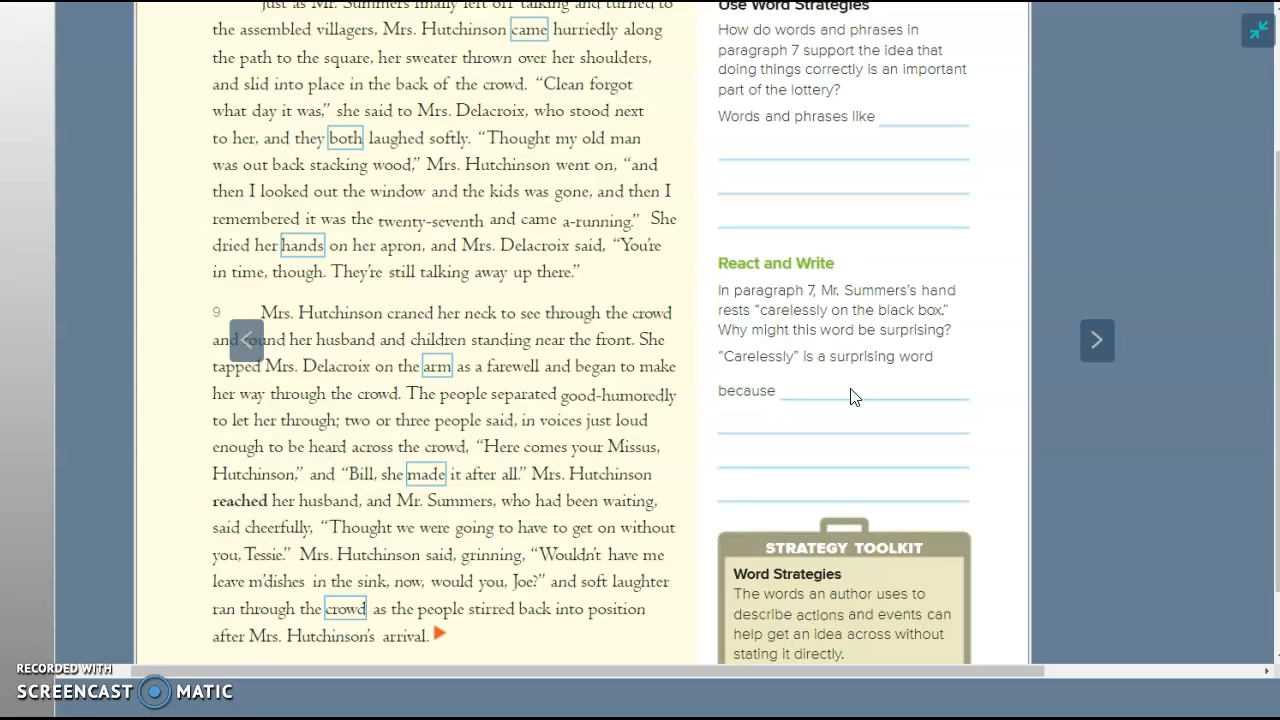 Just as Mr. Summers finally left off talking and turned to
the assembled villagers, Mrs. Hutchinson came hurriedly along
the path to the square, her sweater thrown over her shoulders,
and slid into place in the back of the crowd. “Clean forgot
what day it was,” she said to Mrs. Delacroix, who stood next
to her, and they both laughed softly. “Thought my old man
was out back stacking wood,” Mrs. Hutchinson went on, “and
then I looked out the window and the kids was gone, and then I
remembered it was the twenty-seventh and came a-running.” She
dried her hands on her apron, and Mrs. Delacroix said, “You’re
in time, though. They’re still talking away up there.”
9 Mrs. Hutchinson craned her neck to see through the crowd
and found her husband and children standing near the front. She
tapped Mrs. Delacroix on the arm as a farewell and began to make
her way through the crowd. The people separated good-humoredly
to let her through; two or three people said, in voices just loud
enough to be heard across the crowd, “Here comes your Missus,
Hutchinson,” and “Bill, she made it after all.” Mrs. Hutchinson
reached her husband, and Mr. Summers, who had been waiting,
said cheerfully, “Thought we were going to have to get on without
you, Tessie.” Mrs. Hutchinson said, grinning, “Wouldn’t have me
leave m’dishes in the sink, now, would you, Joe?” and soft laughter
ran through the crowd as the people stirred back into position
after Mrs. Hutchinson’s arrival.
Use Word Strategies
How do words and phrases in
paragraph 7 support the idea that
doing things correctly is an important
part of the lottery?
Words and phrases like
React and Write
In paragraph 7, Mr. Summers’s hand
rests “carelessly on the black box.”
Why might this word be surprising?
“Carelessly” is a surprising word
because
STRATEGY TOOLKIT
Word Strategies
The words an author uses to
describe actions and events can
help get an idea across without
stating it directly.
RECORDED WITH
SCREENCAST MATIC